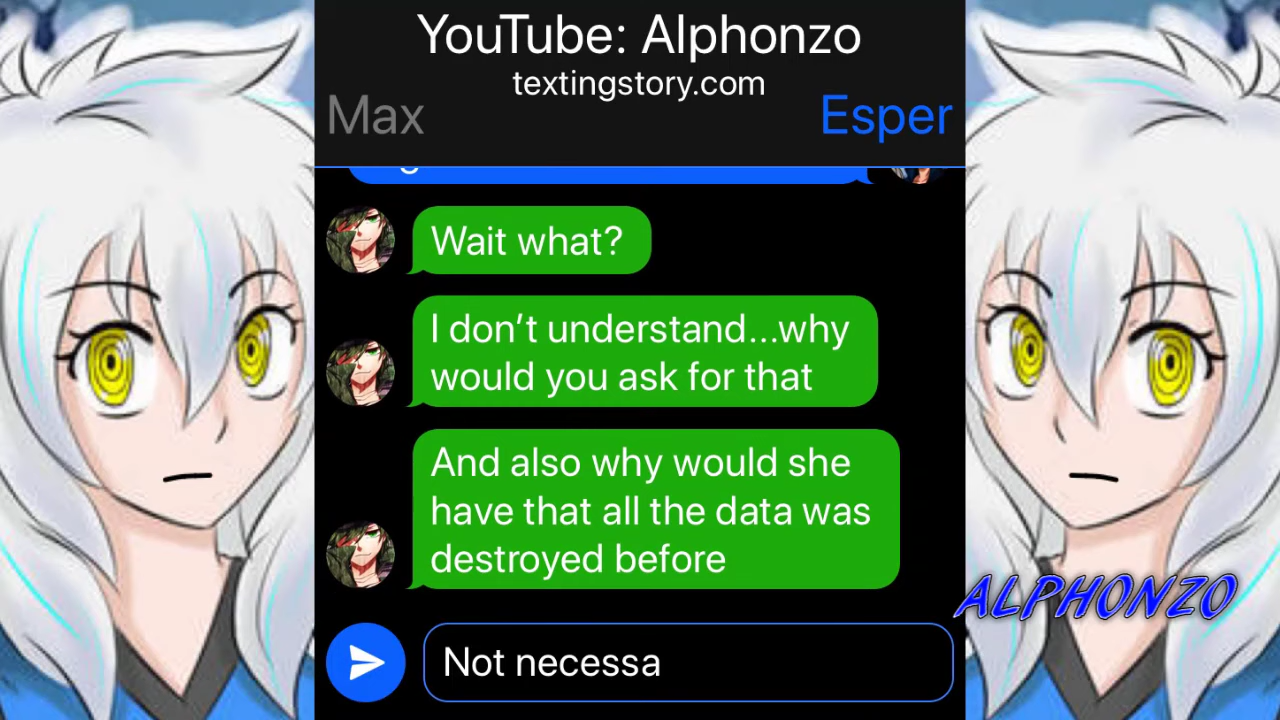 YouTube: Alphonzo
textingstory.com
Max
Esper
Wait what?
I don’t understand...why
would you ask for that
And also why would she
have that all the data was
destroyed before
ALPHONZO
Not necessa